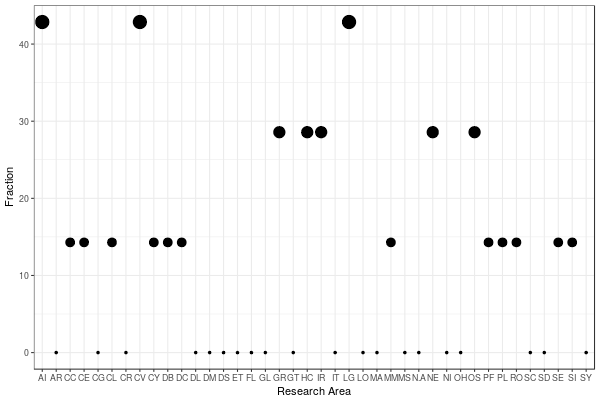 40
30
20
10
0
Fraction
AI AR CC CE CG CL CR CV CY DB DC DL DM DS ET FL GL GR GT HC IR IT LG LO MA MM MS N.A NE NI OH OS PF PL RO SC SD SE SI SY
Research Area